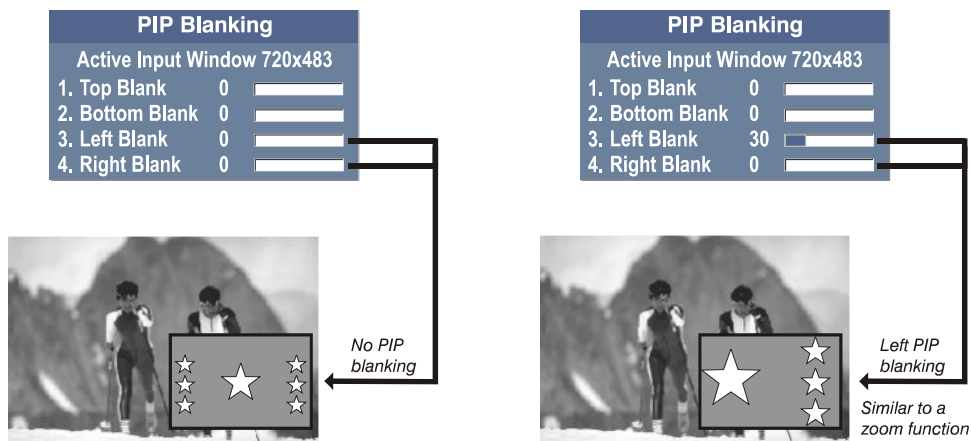 PIP Blanking
Active Input Window 720x483
1. Top Blank 0
2. Bottom Blank 0
3. Left Blank 0
4. Right Blank 0
No PIP
blanking
PIP Blanking
Active Input Window 720x483
1. Top Blank 0
2. Bottom Blank 0
3. Left Blank 30
4. Right Blank 0
Left PIP
blanking
Similar to a
zoom function